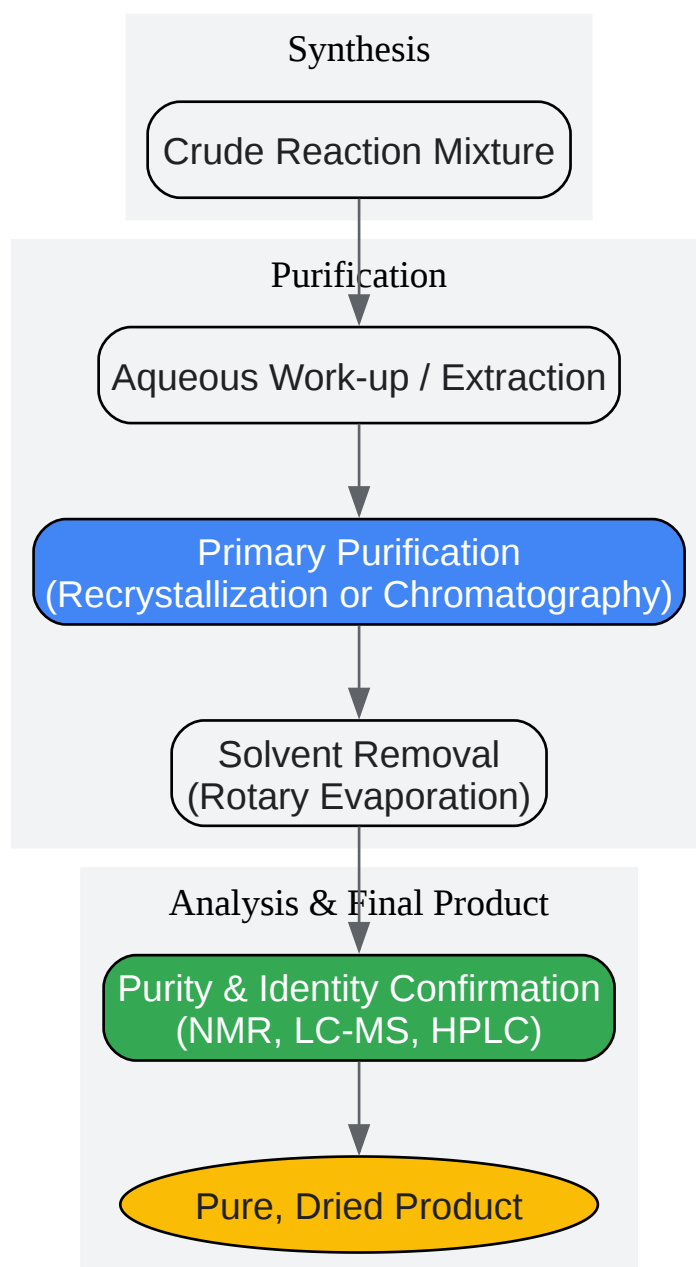 Synthesis
Crude Reaction Mixture
Purification
Aqueous Work-up / Extraction
Primary Purification
(Recrystallization or Chromatography)
Solvent Removal
(Rotary Evaporation)
Analysis & Final Product
Purity & Identity Confirmation
(NMR, LC-MS, HPLC)
Pure, Dried Product